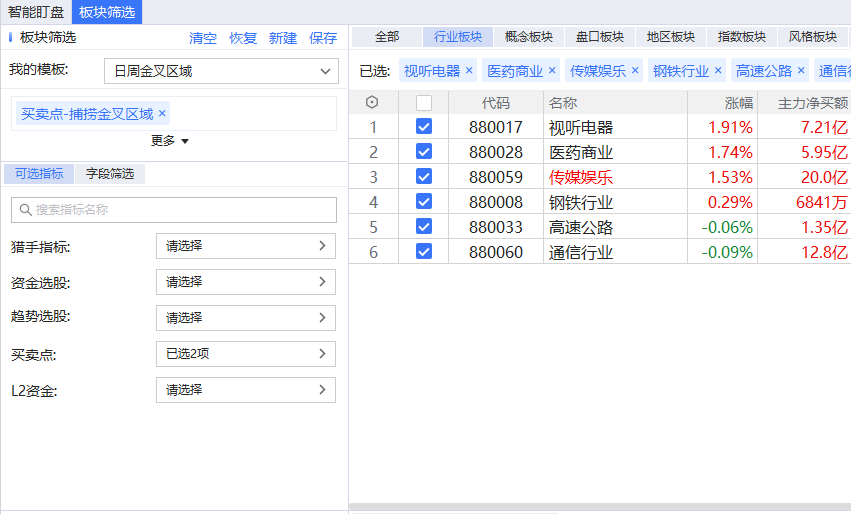 智能盯盘 板块筛选
板块筛选 清空 恢复 新建 保存
我的模板: 日周金叉区域
买卖点-捕捞金叉区域 ×
更多
可选指标 字段筛选
搜索指标名称
猎手指标: 请选择
资金选股: 请选择
趋势选股: 请选择
买卖点: 已选2项
L2资金: 请选择
全部 行业板块 概念板块 盘口板块 地区板块 指数板块 风格板块
已选: 视听电器 × 医药商业 × 传媒娱乐 × 钢铁行业 × 高速公路 × 通信
代码 名称 涨幅 主力净买额
1 880017 视听电器 1.91% 7.21亿
2 880028 医药商业 1.74% 5.95亿
3 880059 传媒娱乐 1.53% 20.0亿
4 880008 钢铁行业 0.29% 6841万
5 880033 高速公路 -0.06% 1.35亿
6 880060 通信行业 -0.09% 12.8亿